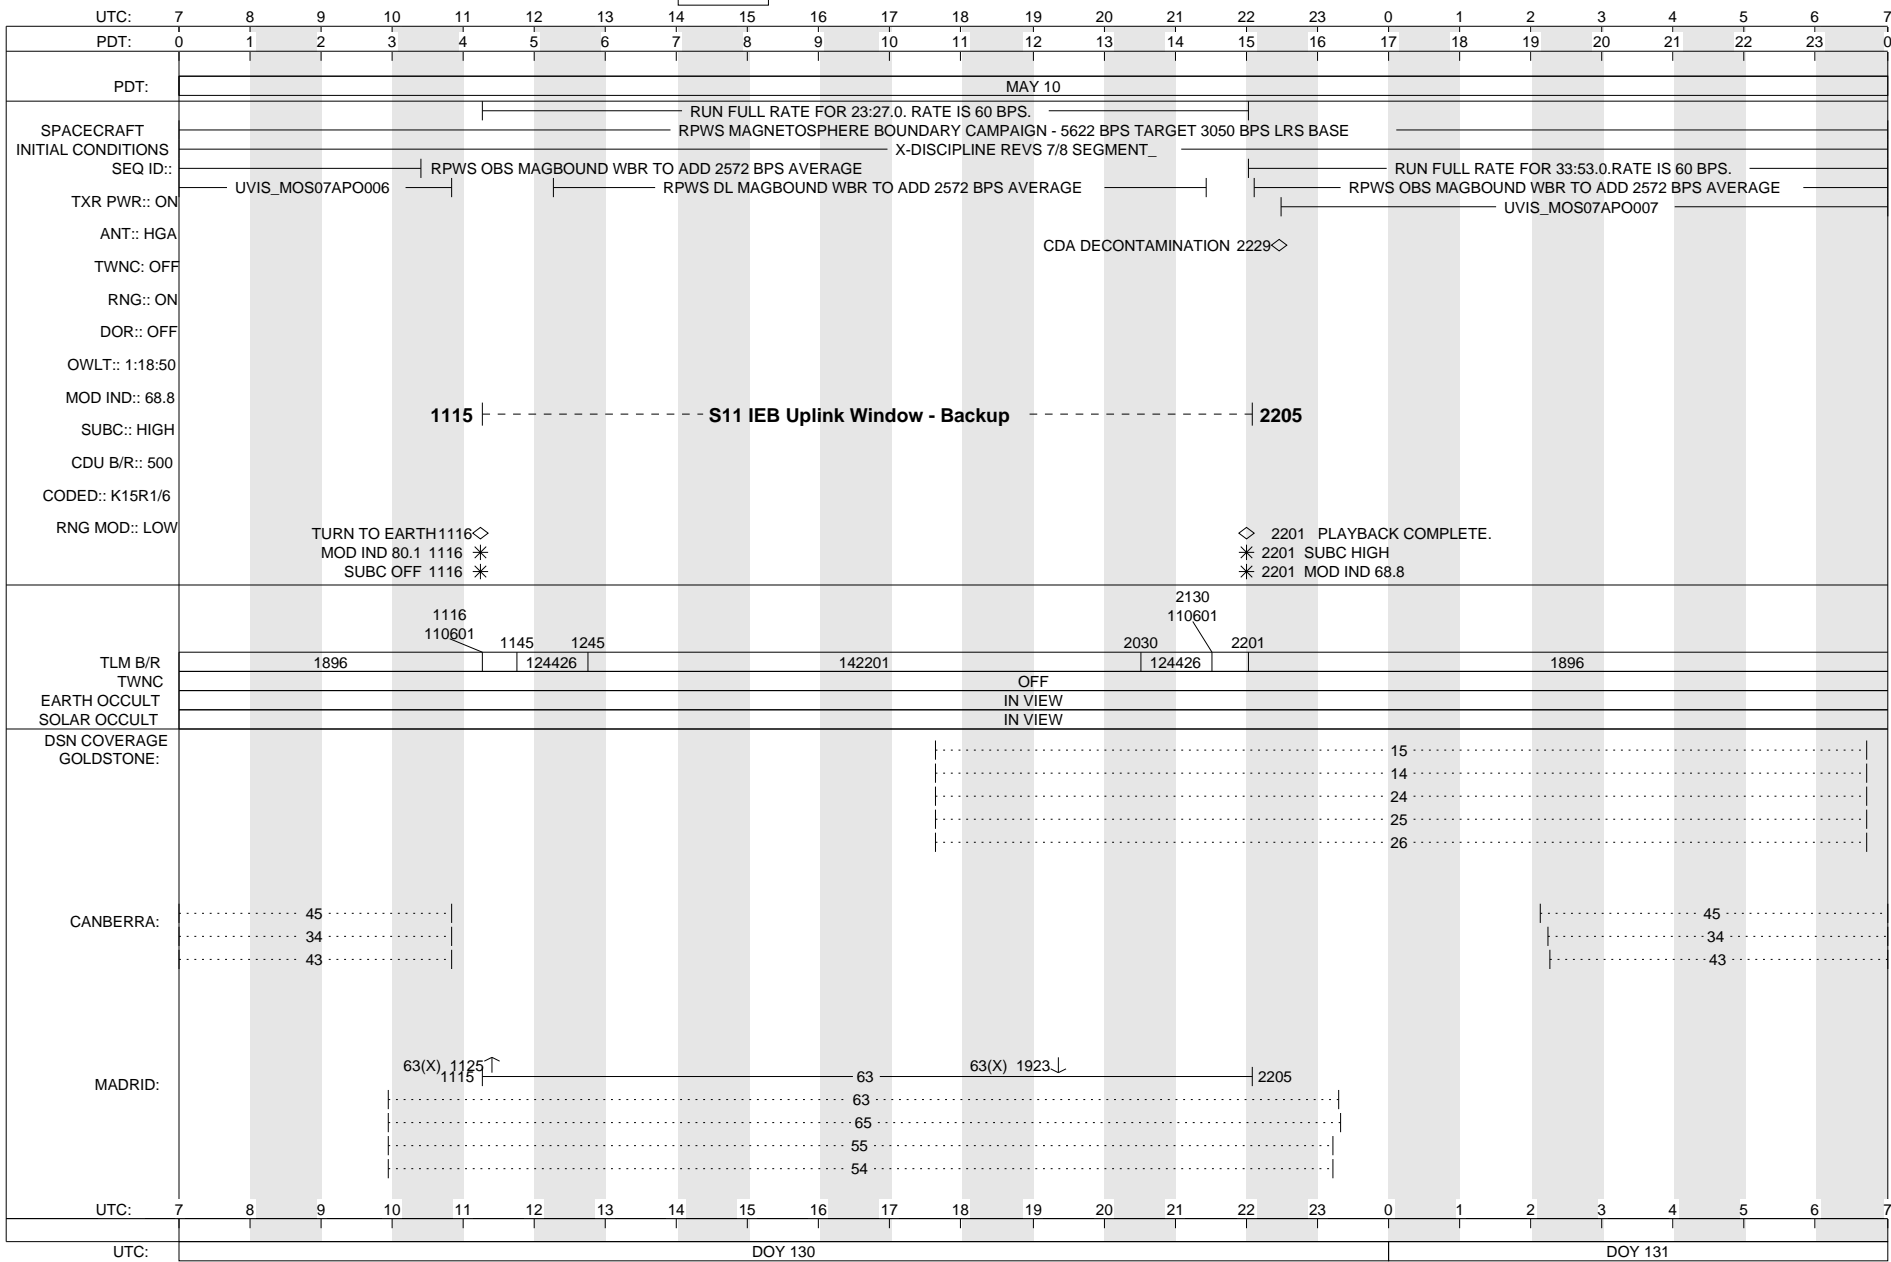 UTC: 7 8 9 10 11 12 13 14 15 16 17 18 19 20 21 22 23 0 1 2 3 4 5 6 7
PDT: 0 1 2 3 4 5 6 7 8 9 10 11 12 13 14 15 16 17 18 19 20 21 22 23 0
PDT: MAY 10
RUN FULL RATE FOR 23:27.0. RATE IS 60 BPS.
SPACECRAFT RPWS MAGNETOSPHERE BOUNDARY CAMPAIGN - 5622 BPS TARGET 3050 BPS LRS BASE
INITIAL CONDITIONS X-DISCIPLINE REVS 7/8 SEGMENT_
SEQ ID:: RPWS OBS MAGBOUND WBR TO ADD 2572 BPS AVERAGE RUN FULL RATE FOR 33:53.0.RATE IS 60 BPS.
UVIS_MOS07APO006 RPWS DL MAGBOUND WBR TO ADD 2572 BPS AVERAGE RPWS OBS MAGBOUND WBR TO ADD 2572 BPS AVERAGE
TXR PWR:: ON UVIS_MOS07APO007
ANT:: HGA
CDA DECONTAMINATION 2229
TWNC: OFF
RNG:: ON
DOR:: OFF
OWLT:: 1:18:50
MOD IND:: 68.8
1115 S11 IEB Uplink Window - Backup 2205
SUBC:: HIGH
CDU B/R:: 500
CODED:: K15R1/6
RNG MOD:: LOW
TURN TO EARTH1116 2201 PLAYBACK COMPLETE.
MOD IND 80.1 1116 2201 SUBC HIGH
SUBC OFF 1116 2201 MOD IND 68.8
2130
1116 110601
110601
1145 1245 2030 2201
TLM B/R 1896 124426 142201 124426 1896
TWNC OFF
EARTH OCCULT IN VIEW
SOLAR OCCULT IN VIEW
DSN COVERAGE
GOLDSTONE: 15
14
24
25
26
CANBERRA: 45 45
34 34
43 43
63(X) 1125 63(X) 1923
MADRID: 1115 63 2205
63
65
55
54
UTC: 7 8 9 10 11 12 13 14 15 16 17 18 19 20 21 22 23 0 1 2 3 4 5 6 7
UTC: DOY 130 DOY 131